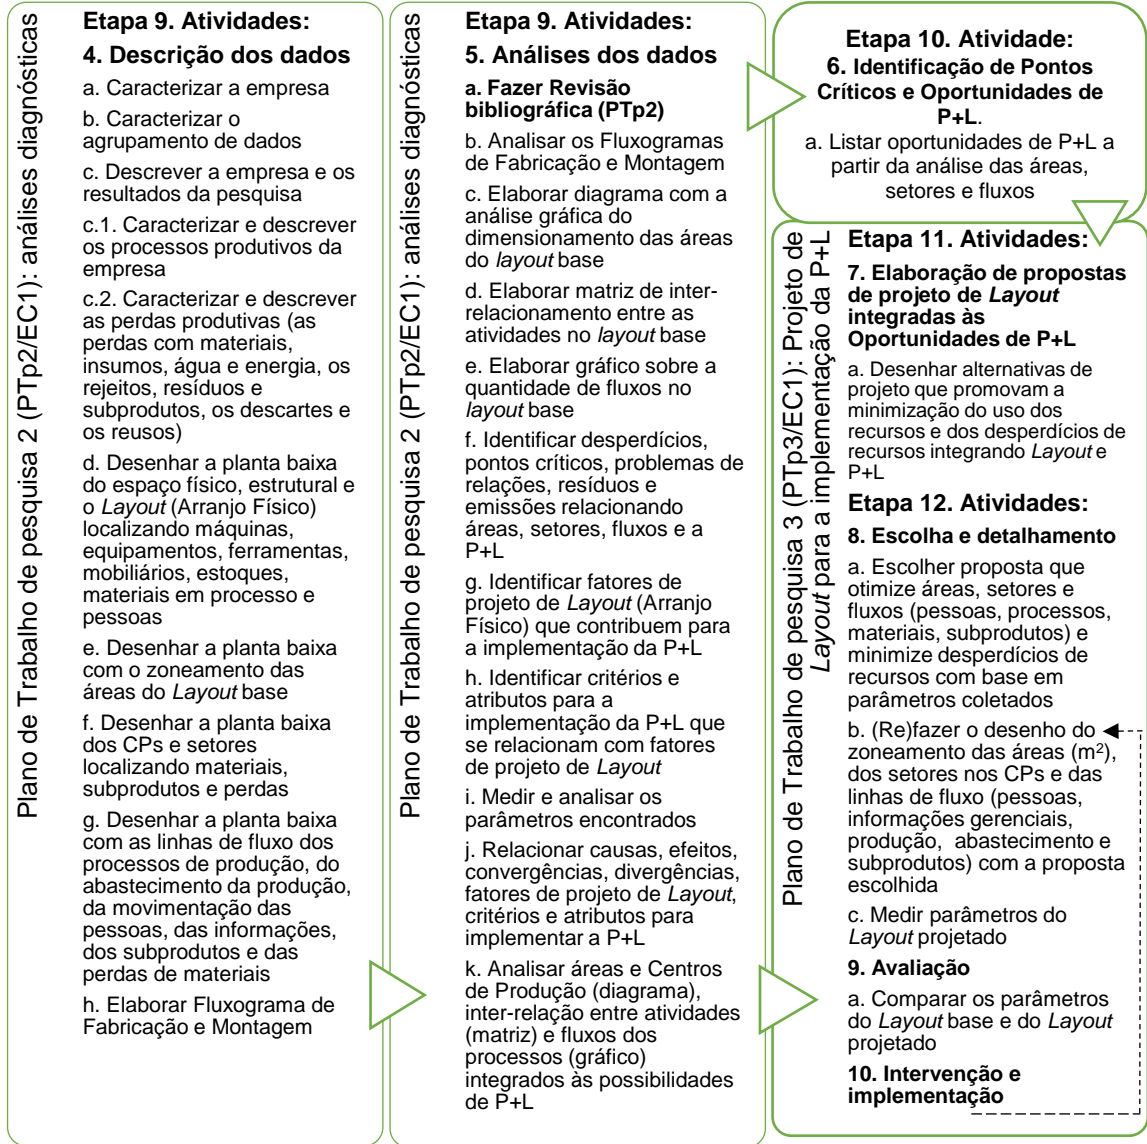 Plano de Trabalho de pesquisa 2 (PTp2/EC1): análises diagnósticas
Etapa 9. Atividades:
4. Descrição dos dados
a. Caracterizar a empresa
b. Caracterizar o
agrupamento de dados
c. Descrever a empresa e os
resultados da pesquisa
c.1. Caracterizar e descrever
os processos produtivos da
empresa
c.2. Caracterizar e descrever
as perdas produtivas (as
perdas com materiais,
insumos, água e energia, os
rejeitos, resíduos e
subprodutos, os descartes e
os reusos)
d. Desenhar a planta baixa
do espaço físico, estrutural e
o Layout (Arranjo Físico)
localizando máquinas,
equipamentos, ferramentas,
mobiliários, estoques,
materiais em processo e
pessoas
e. Desenhar a planta baixa
com o zoneamento das
áreas do Layout base
f. Desenhar a planta baixa
dos CPs e setores
localizando materiais,
subprodutos e perdas
g. Desenhar a planta baixa
com as linhas de fluxo dos
processos de produção, do
abastecimento da produção,
da movimentação das
pessoas, das informações,
dos subprodutos e das
perdas de materiais
h. Elaborar Fluxograma de
Fabricação e Montagem
Plano de Trabalho de pesquisa 2 (PTp2/EC1): análises diagnósticas
Etapa 9. Atividades:
5. Análises dos dados
a. Fazer Revisão
bibliográfica (PTp2)
b. Analisar os Fluxogramas
de Fabricação e Montagem
c. Elaborar diagrama com a
análise gráfica do
dimensionamento das áreas
do layout base
d. Elaborar matriz de inter-
relacionamento entre as
atividades no layout base
e. Elaborar gráfico sobre a
quantidade de fluxos no
layout base
f. Identificar desperdícios,
pontos críticos, problemas de
relações, resíduos e
emissões relacionando
áreas, setores, fluxos e a
P+L
g. Identificar fatores de
projeto de Layout (Arranjo
Físico) que contribuem para
a implementação da P+L
h. Identificar critérios e
atributos para a
implementação da P+L que
se relacionam com fatores
de projeto de Layout
i. Medir e analisar os
parâmetros encontrados
j. Relacionar causas, efeitos,
convergências, divergências,
fatores de projeto de Layout,
critérios e atributos para
implementar a P+L
k. Analisar áreas e Centros
de Produção (diagrama),
inter-relação entre atividades
(matriz) e fluxos dos
processos (gráfico)
integrados às possibilidades
de P+L
Etapa 10. Atividade:
6. Identificação de Pontos
Críticos e Oportunidades de
P+L.
a. Listar oportunidades de P+L a
partir da análise das áreas,
setores e fluxos
Plano de Trabalho de pesquisa 3 (PTp3/EC1): Projeto de
Layout para a implementação da P+L
Etapa 11. Atividades:
7. Elaboração de propostas
de projeto de Layout
integradas às
Oportunidades de P+L
a. Desenhar alternativas de
projeto que promovam a
minimização do uso dos
recursos e dos desperdícios de
recursos integrando Layout e
P+L
Etapa 12. Atividades:
8. Escolha e detalhamento
a. Escolher proposta que
otimize áreas, setores e
fluxos (pessoas, processos,
materiais, subprodutos) e
minimize desperdícios de
recursos com base em
parâmetros coletados
b. (Re)fazer o desenho do
zoneamento das áreas (m²),
dos setores nos CPs e das
linhas de fluxo (pessoas,
informações gerenciais,
produção, abastecimento e
subprodutos) com a proposta
escolhida
c. Medir parâmetros do
Layout projetado
9. Avaliação
a. Comparar os parâmetros
do Layout base e do Layout
projetado
10. Intervenção e
implementação